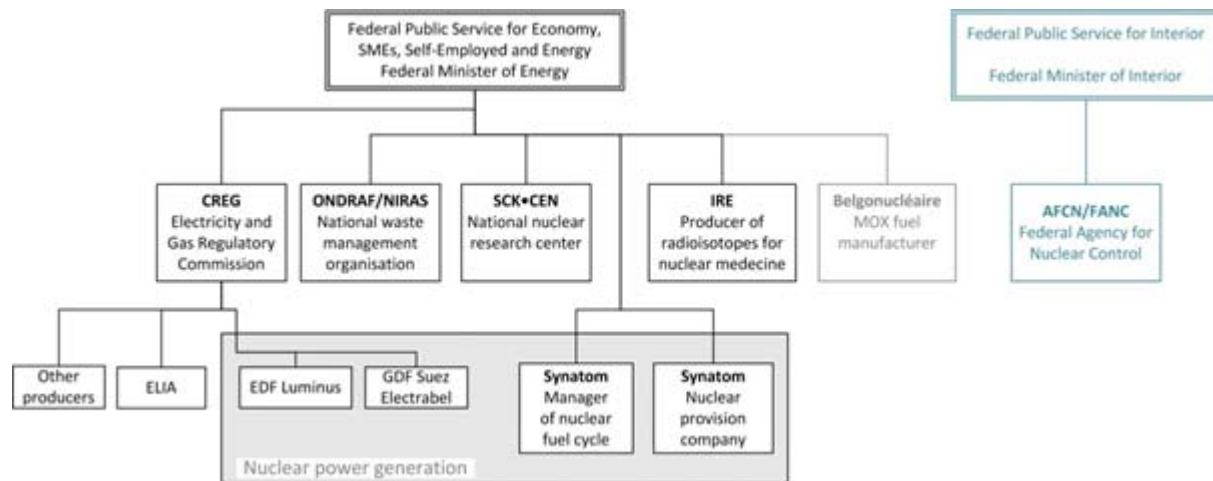 Federal Public Service for Economy,
SMEs, Self-Employed and Energy
Federal Minister of Energy
Federal Public Service for Interior
Federal Minister of Interior
CREG
Electricity and
Gas Regulatory
Commission
ONDRAF/NIRAS
National waste
management
organisation
SCK•CEN
National nuclear
research center
IRE
Producer of
radioisotopes for
nuclear medecine
Belgonucléaire
MOX fuel
manufacturer
AFCN/FANC
Federal Agency for
Nuclear Control
Other
producers
ELIA
EDF Luminus
GDF Suez
Electrabel
Synatom
Manager
of nuclear
fuel cycle
Synatom
Nuclear
provision
company
Nuclear power generation